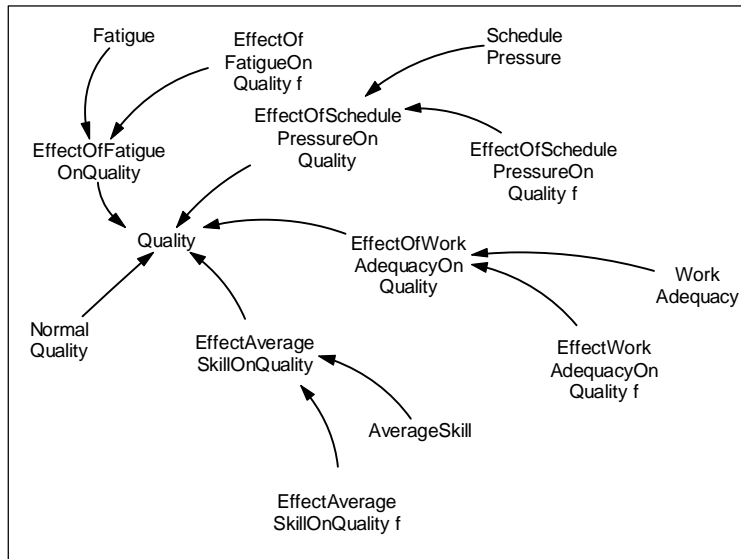 Fatigue
EffectOf
FatigueOn
Quality f
Schedule
Pressure
EffectOfSchedule
PressureOn
Quality
EffectOfFatigue
OnQuality
EffectOfSchedule
PressureOn
Quality f
Quality
EffectOfWork
AdequacyOn
Quality
Work
Adequacy
Normal
Quality
EffectAverage
SkillOnQuality
EffectWork
AdequacyOn
Quality f
AverageSkill
EffectAverage
SkillOnQuality f